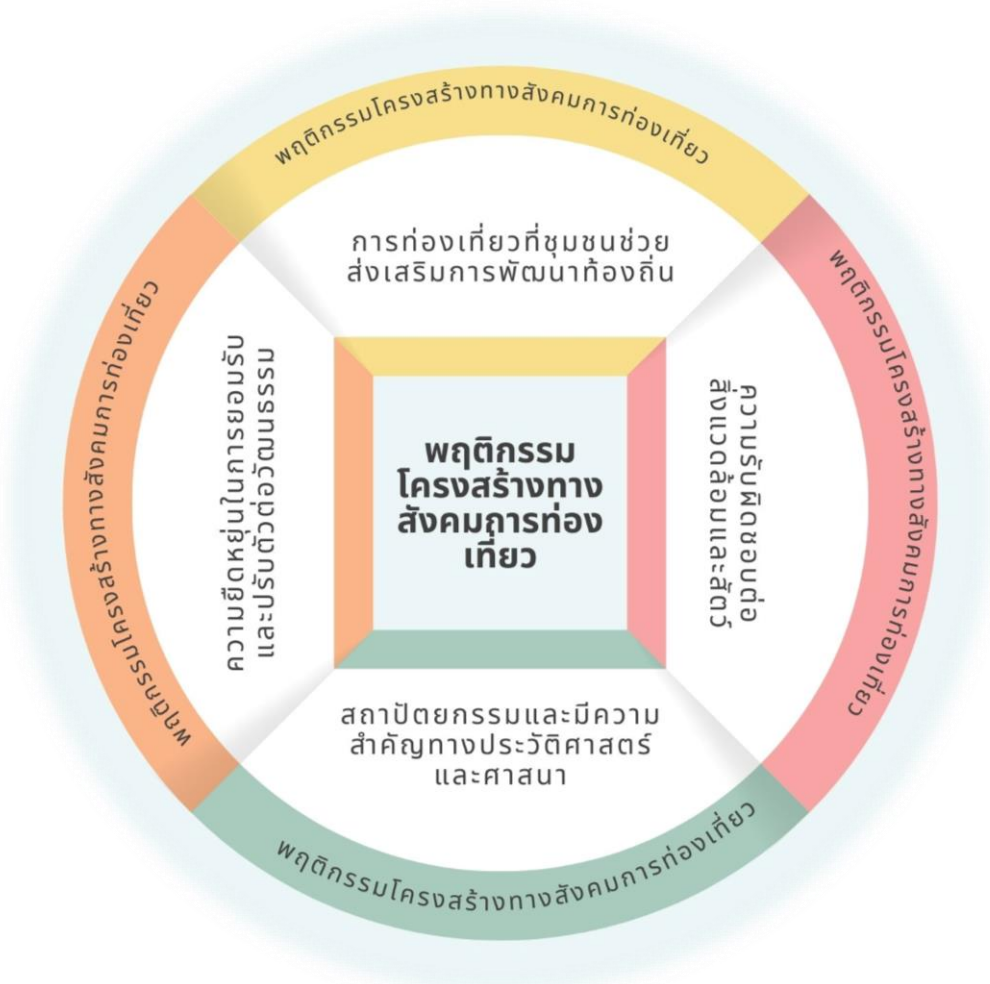 พฤติกรรมโครงสร้างทางสังคมการท่องเที่ยว
การท่องเที่ยวที่ชุมชนช่วย
ส่งเสริมการพัฒนาท้องถิ่น
พฤติกรรมโครงสร้างทางสังคมการท่องเที่ยว
ความยืดหยุ่นในการยอมรับ
และปรับตัวต่อวัฒนธรรม
พฤติกรรม
โครงสร้างทาง
สังคมการท่อง
เที่ยว
ความรับผิดชอบต่อ
สิ่งแวดล้อมและสัตว์
พฤติกรรมโครงสร้างทางสังคมการท่องเที่ยว
สถาปัตยกรรมและมีความ
สำคัญทางประวัติศาสตร์
และศาสนา
พฤติกรรมโครงสร้างทางสังคมการท่องเที่ยว